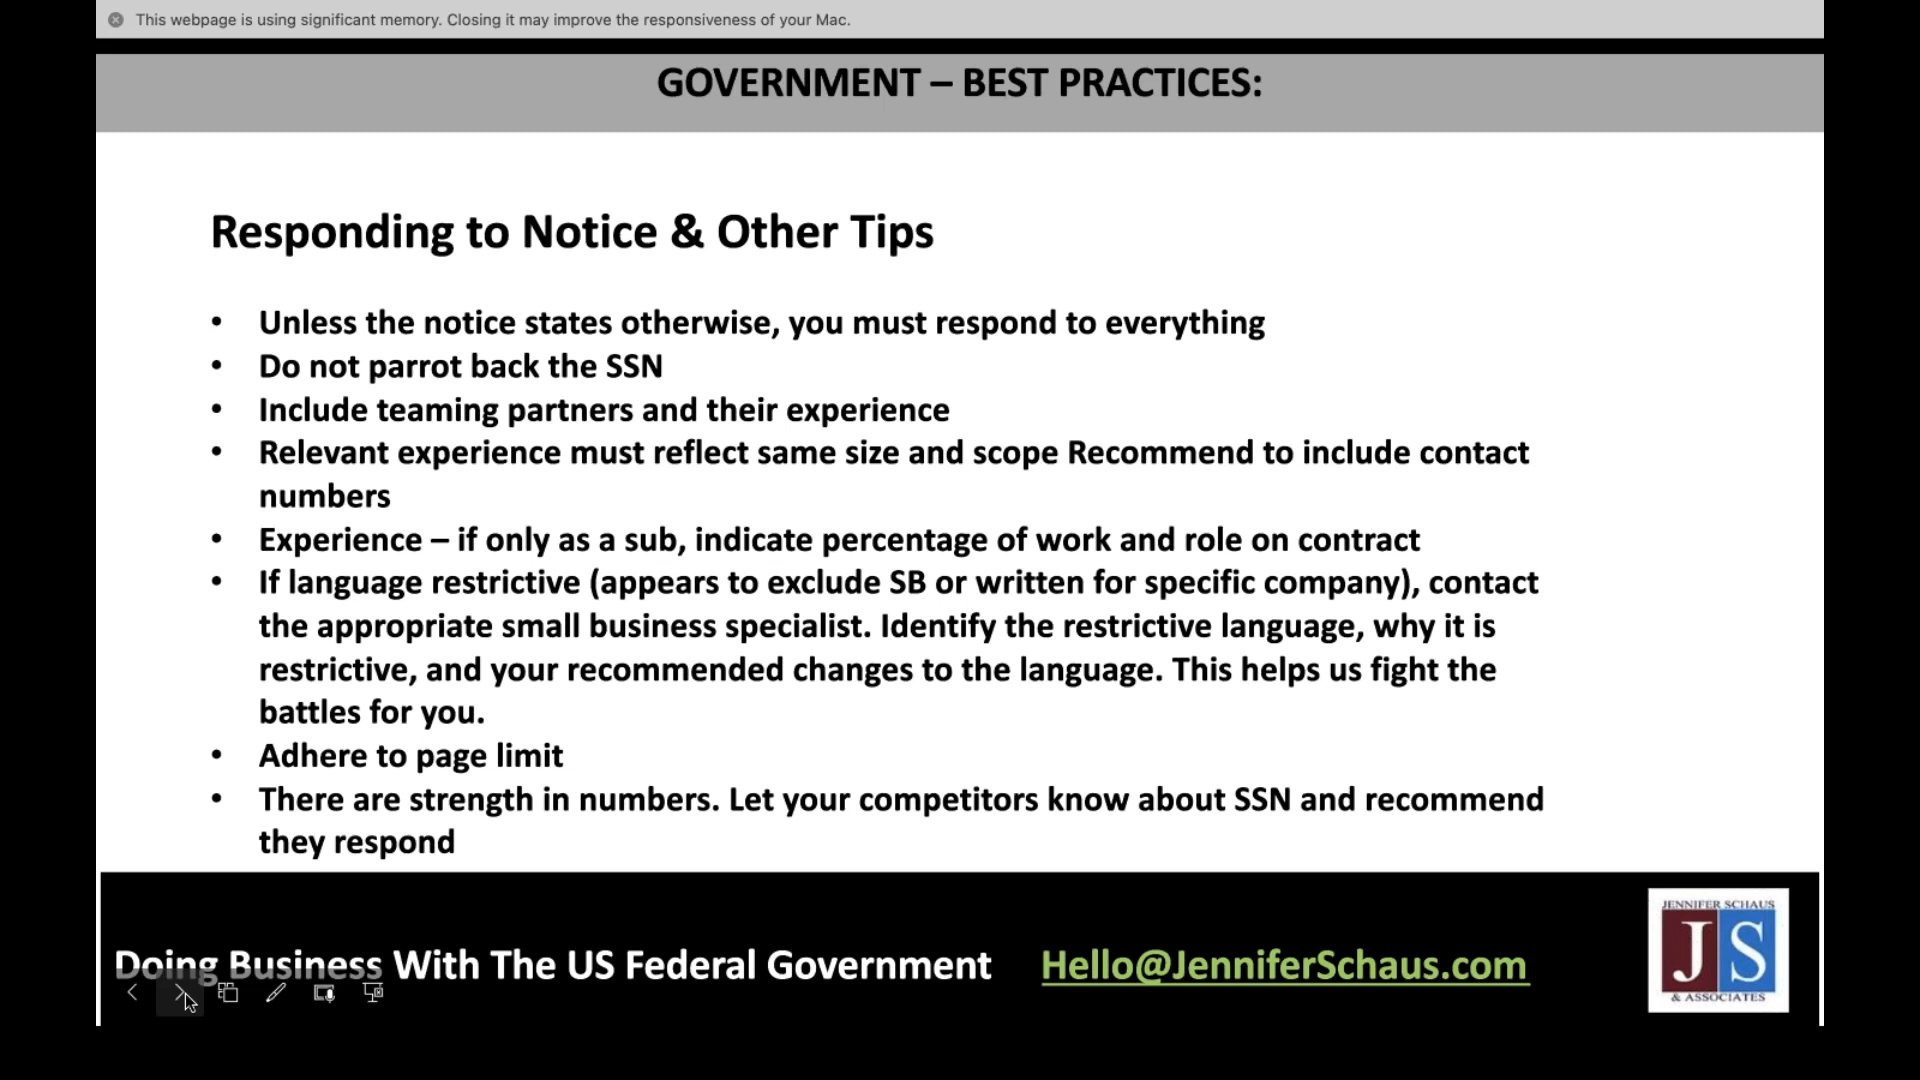 This webpage is using significant memory. Closing it may improve the responsiveness of your Mac.
GOVERNMENT – BEST PRACTICES:
Responding to Notice & Other Tips
• Unless the notice states otherwise, you must respond to everything
• Do not parrot back the SSN
• Include teaming partners and their experience
• Relevant experience must reflect same size and scope Recommend to include contact
numbers
• Experience – if only as a sub, indicate percentage of work and role on contract
• If language restrictive (appears to exclude SB or written for specific company), contact
the appropriate small business specialist. Identify the restrictive language, why it is
restrictive, and your recommended changes to the language. This helps us fight the
battles for you.
• Adhere to page limit
• There are strength in numbers. Let your competitors know about SSN and recommend
they respond
Doing Business With The US Federal Government Hello@JenniferSchaus.com
JENNIFER SCHAUS
JS
& ASSOCIATES